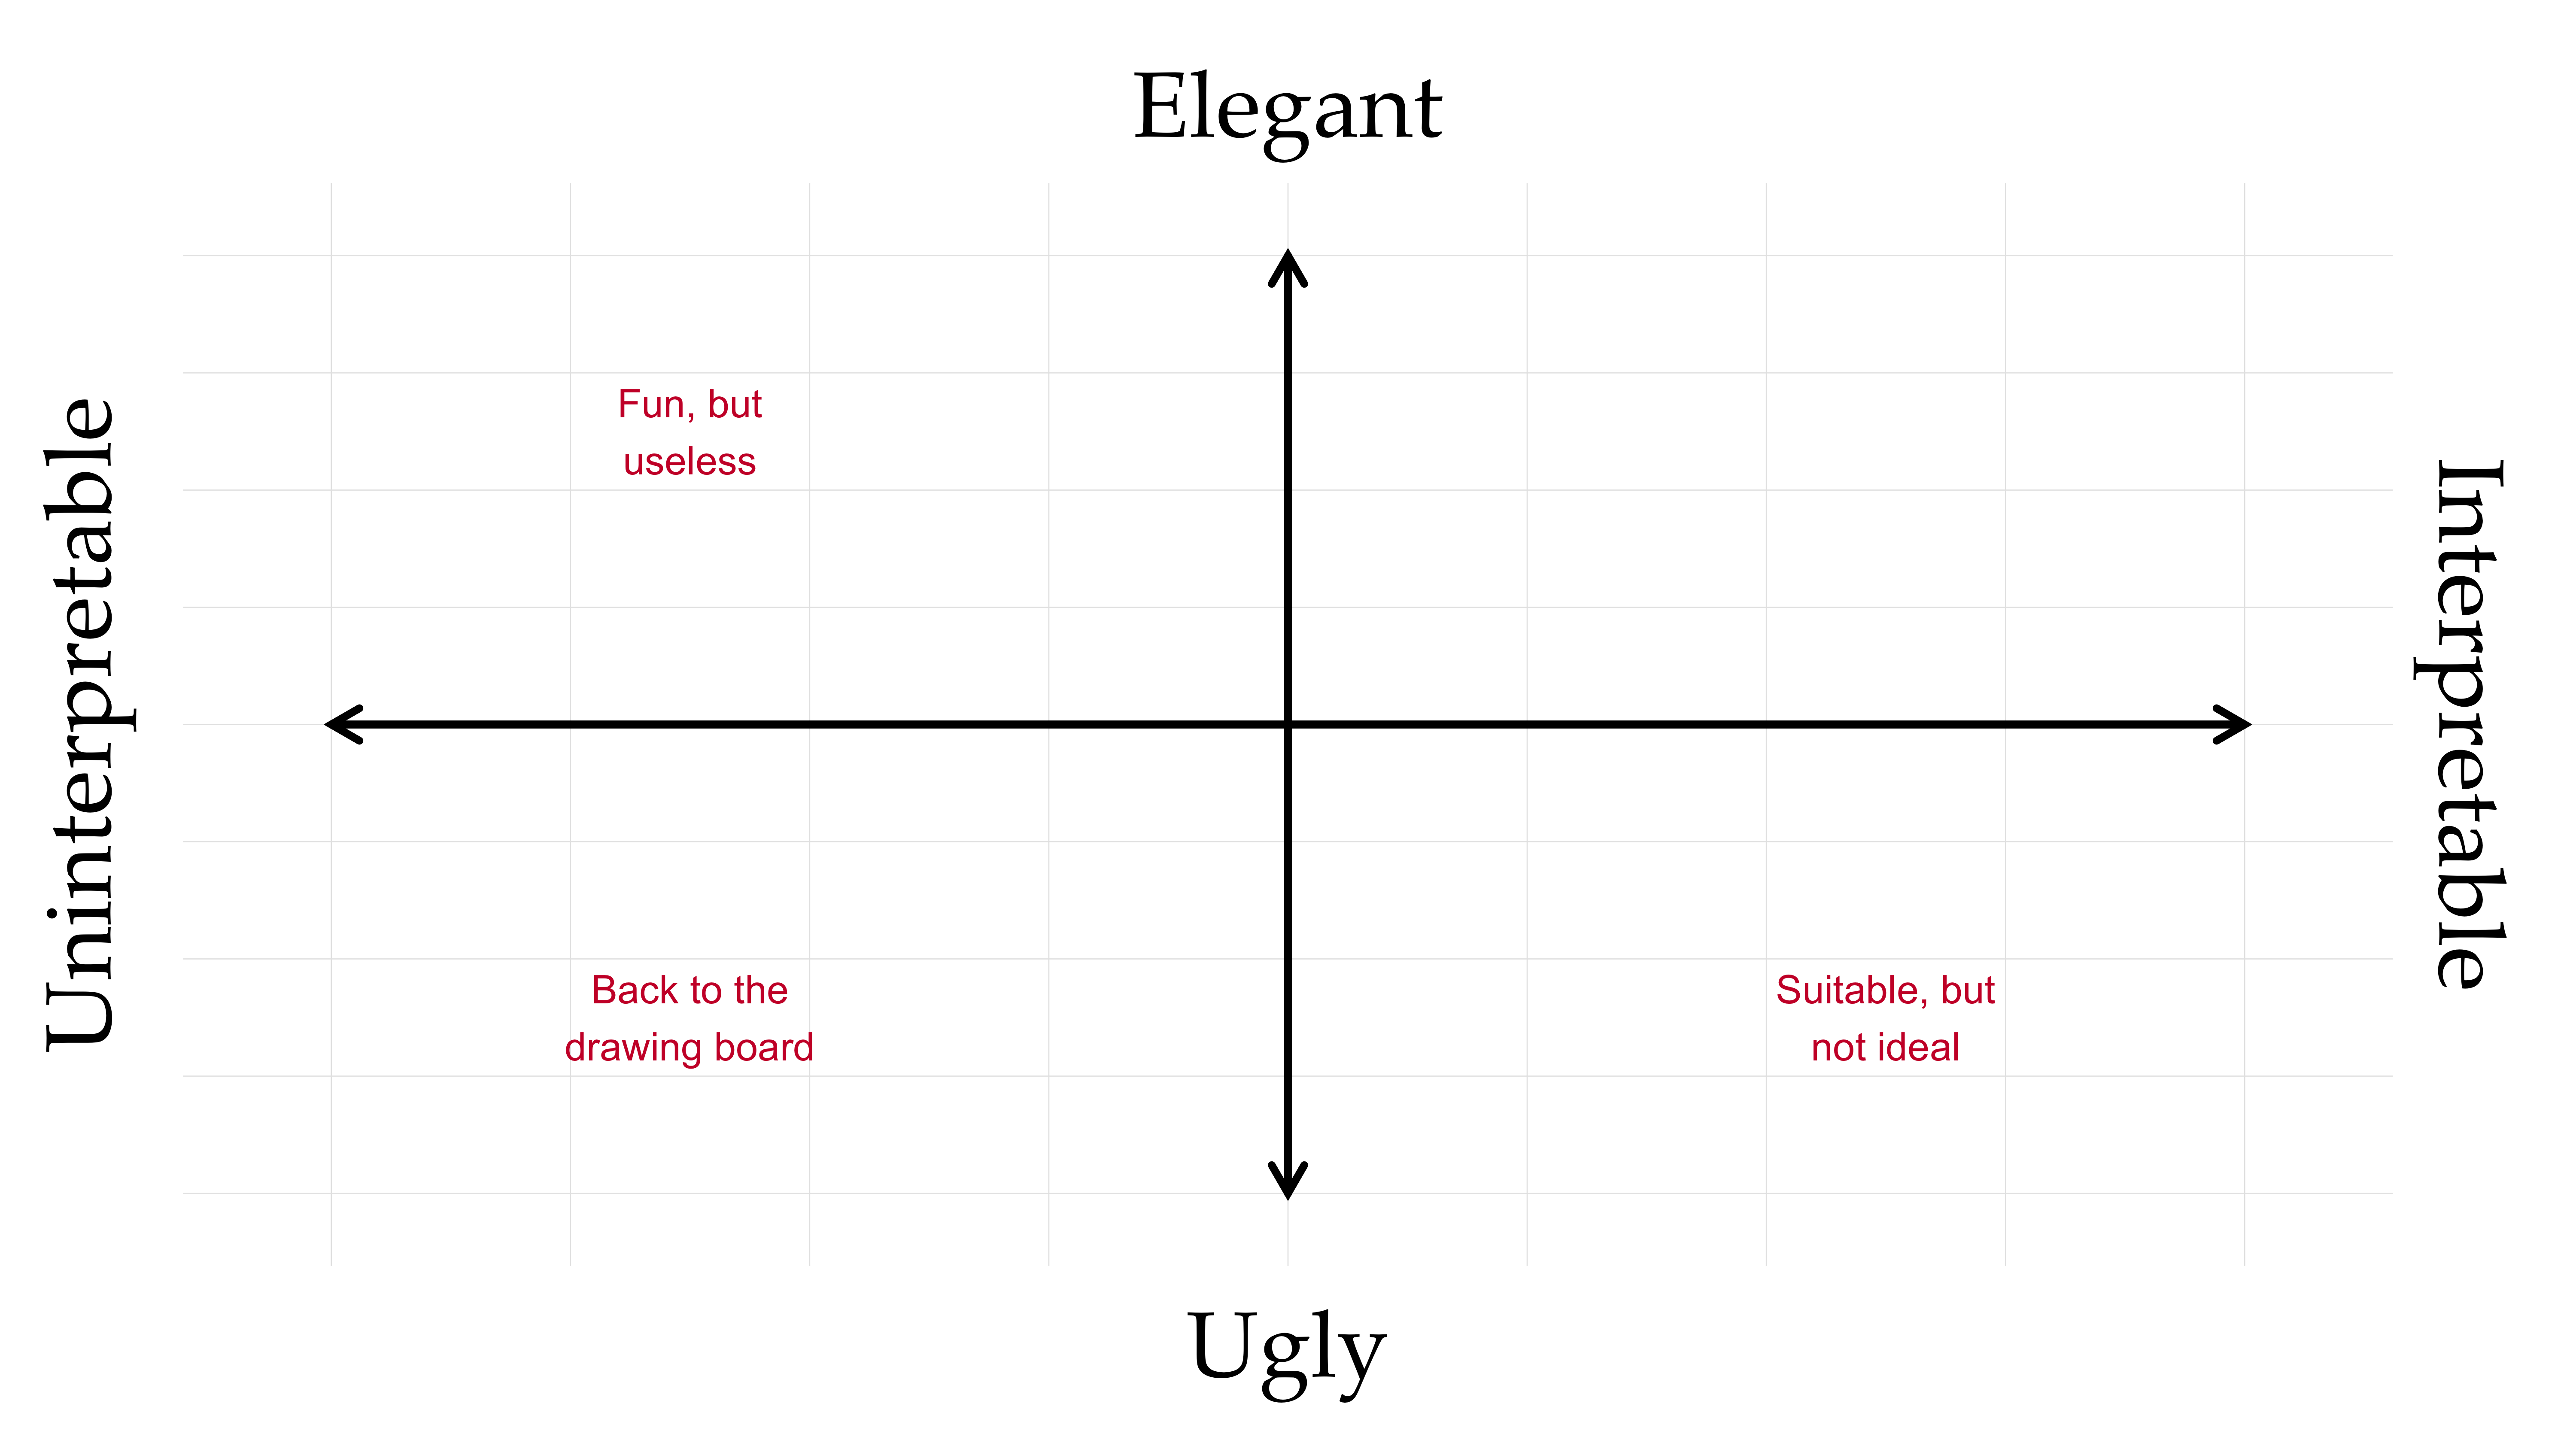 Elegant
Uninterpretable
Fun, but
useless
Interpretable
Back to the
drawing board
Suitable, but
not ideal
Ugly